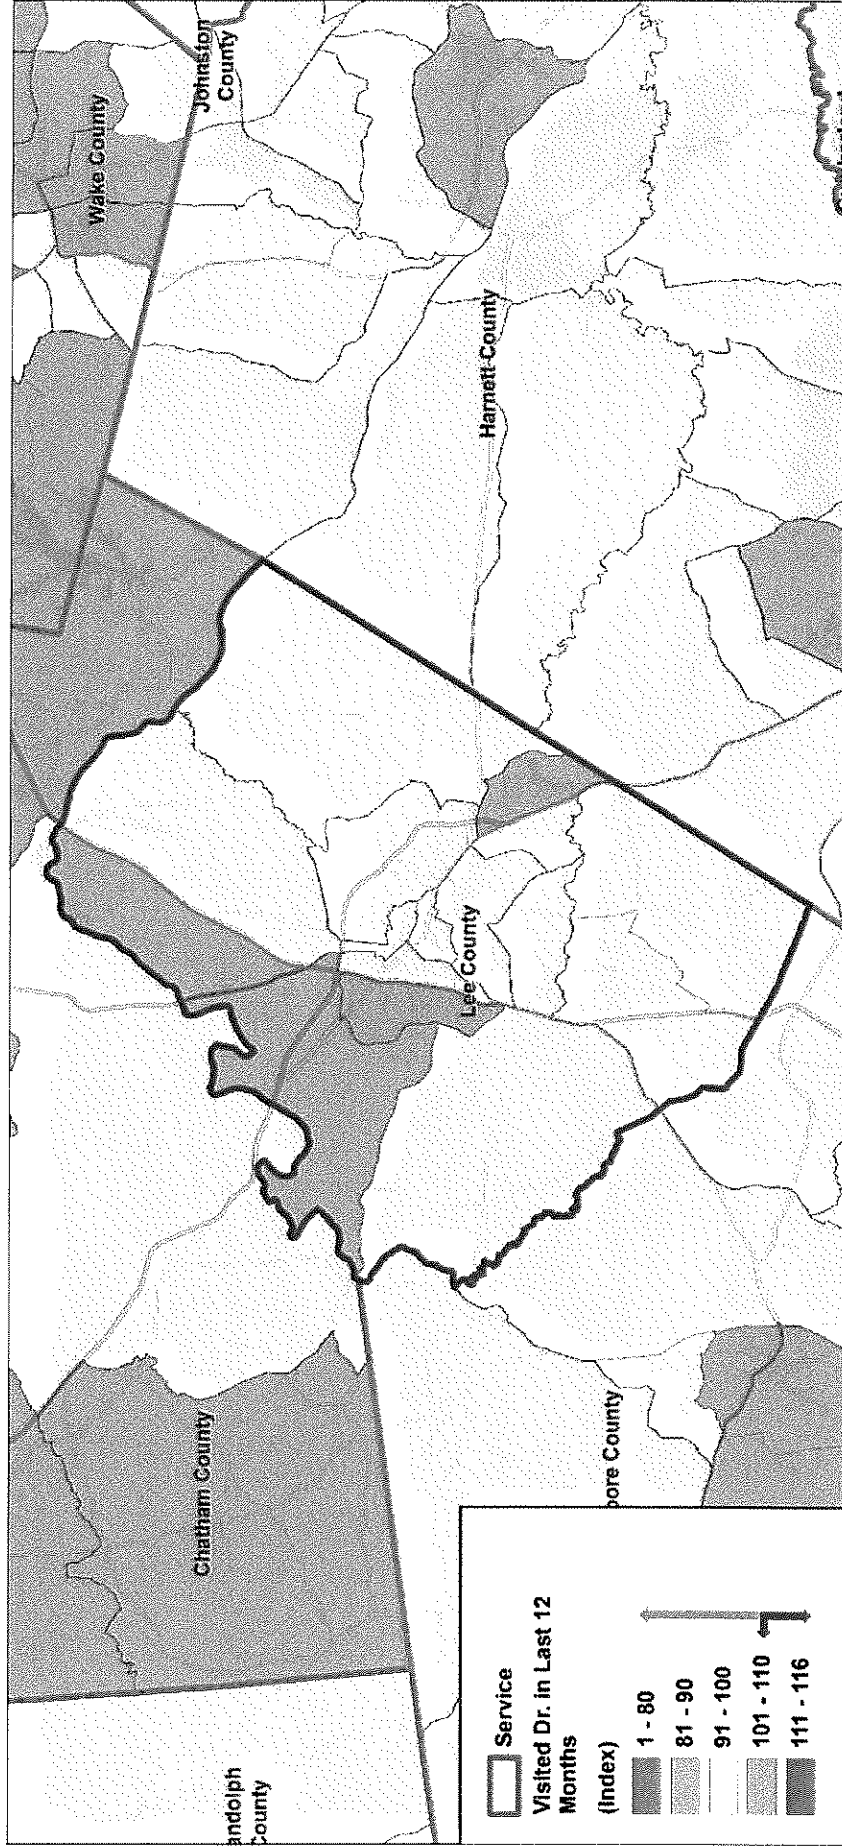 Johnston
County
Wake County
Harnett County
Lee County
Chatham County
oore County
andolph
County
Service
Visited Dr. in Last 12
Months
(Index)
1 - 80
81 - 90
91 - 100
101 - 110
111 - 116